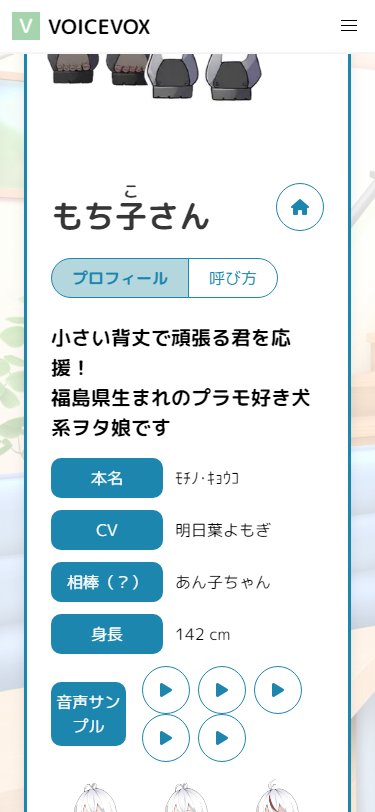 V VOICEVOX
こ
もち子さん
プロフィール 呼び方
小さい背丈で頑張る君を応
援！
福島県生まれのプラモ好き犬
系ヲタ娘です
本名 ﾓﾁﾉ･ｷｮｳｺ
CV 明日葉よもぎ
相棒（？） あん子ちゃん
身長 142 cm
音声サン
プル